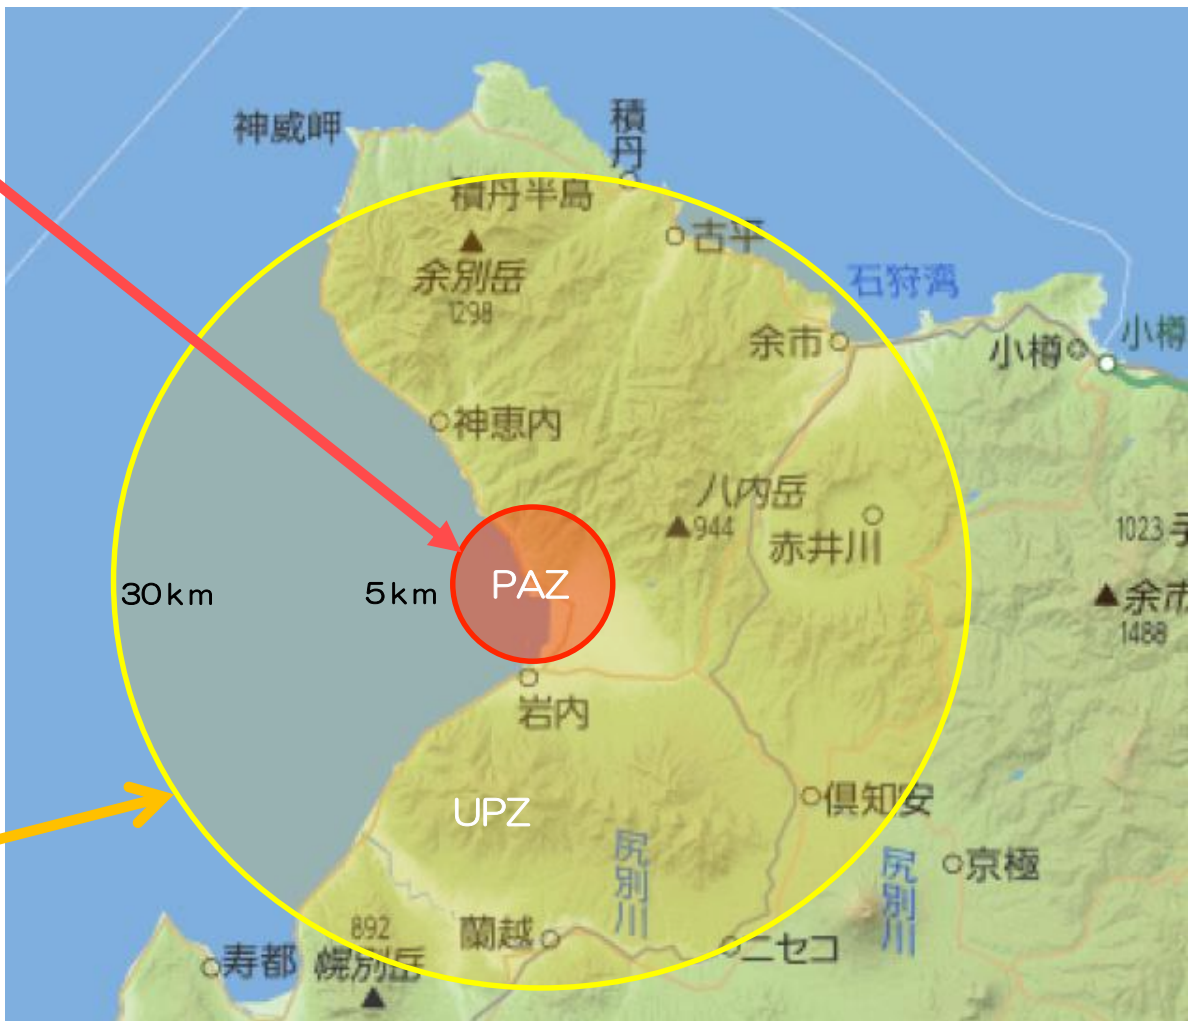 神威岬
積丹
積丹半島
古平
余別岳
1298
石狩湾
余市
小樽
小樽
神恵内
八内岳
944
赤井川
1023
PAZ
30km
5km
余市
1488
岩内
UPZ
倶知安
尻別川
尻別川
京極
892
蘭越
ニセコ
寿都
幌別岳